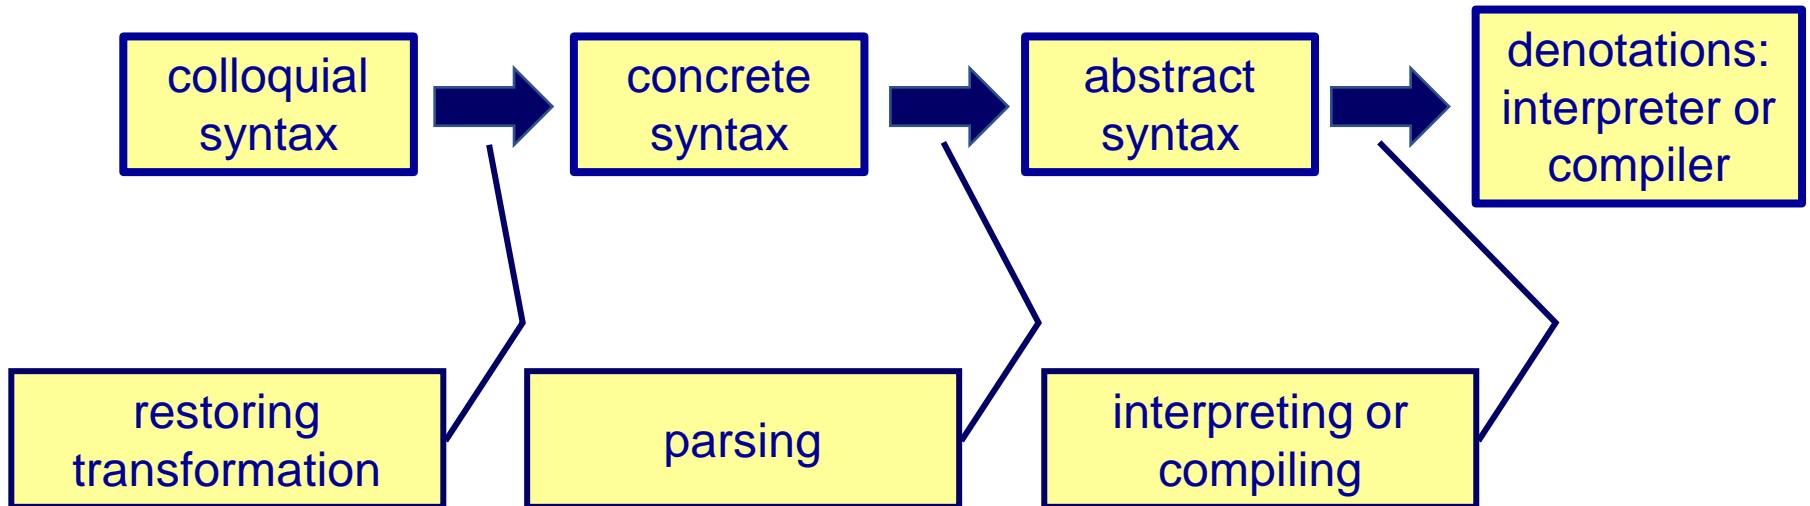 colloquial
syntax
concrete
syntax
abstract
syntax
denotations:
interpreter or
compiler
restoring
transformation
parsing
interpreting or
compiling